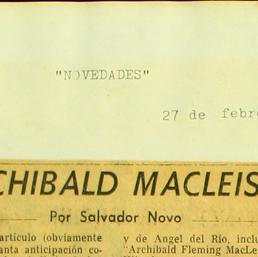 "NOVEDADES"
27 de febre
CHIBALD MACLEIS
Por Salvador Novo
artículo (obviamente
anta anticipación co-
y de Angel del Río, inclu
"Archibald Fleming MacLe